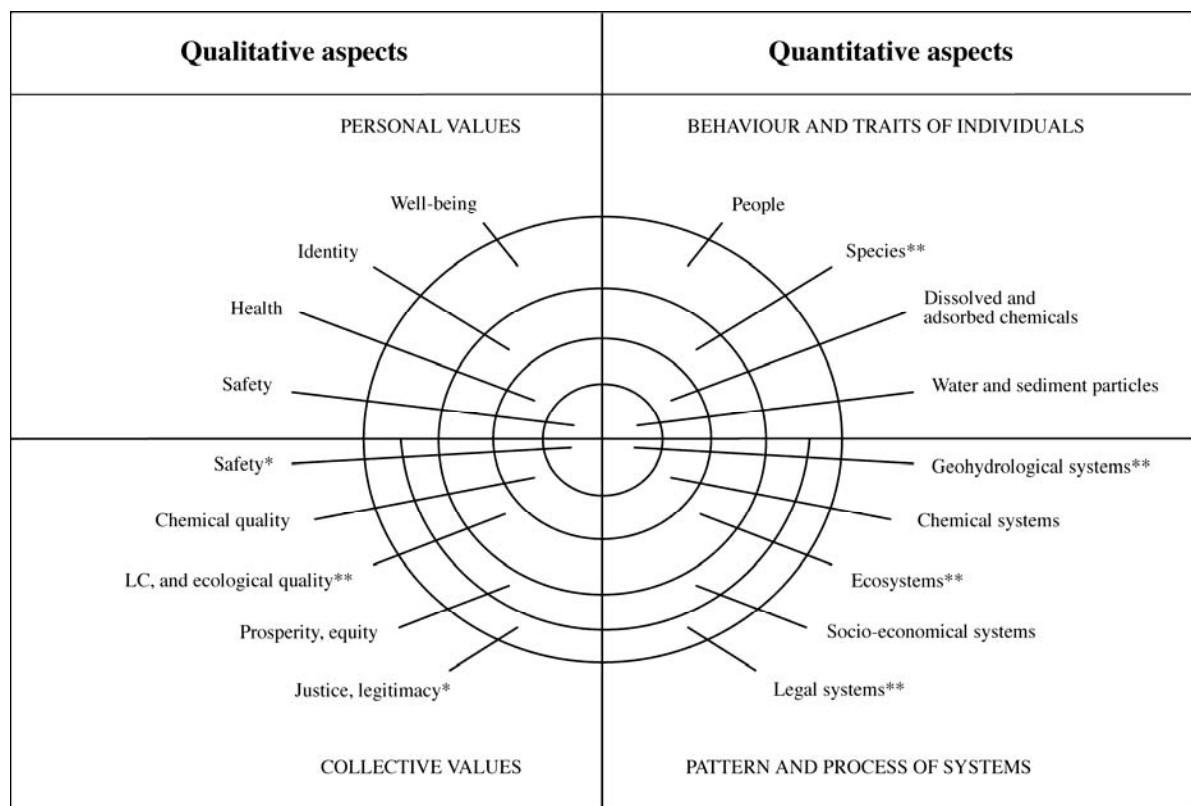 Qualitative aspects
Quantitative aspects
PERSONAL VALUES
BEHAVIOUR AND TRAITS OF INDIVIDUALS
Well-being
People
Identity
Species**
Health
Dissolved and
adsorbed chemicals
Safety
Water and sediment particles
Safety*
Geohydrological systems**
Chemical quality
Chemical systems
LC, and ecological quality**
Ecosystems**
Prosperity, equity
Socio-economical systems
Justice, legitimacy*
Legal systems**
COLLECTIVE VALUES
PATTERN AND PROCESS OF SYSTEMS